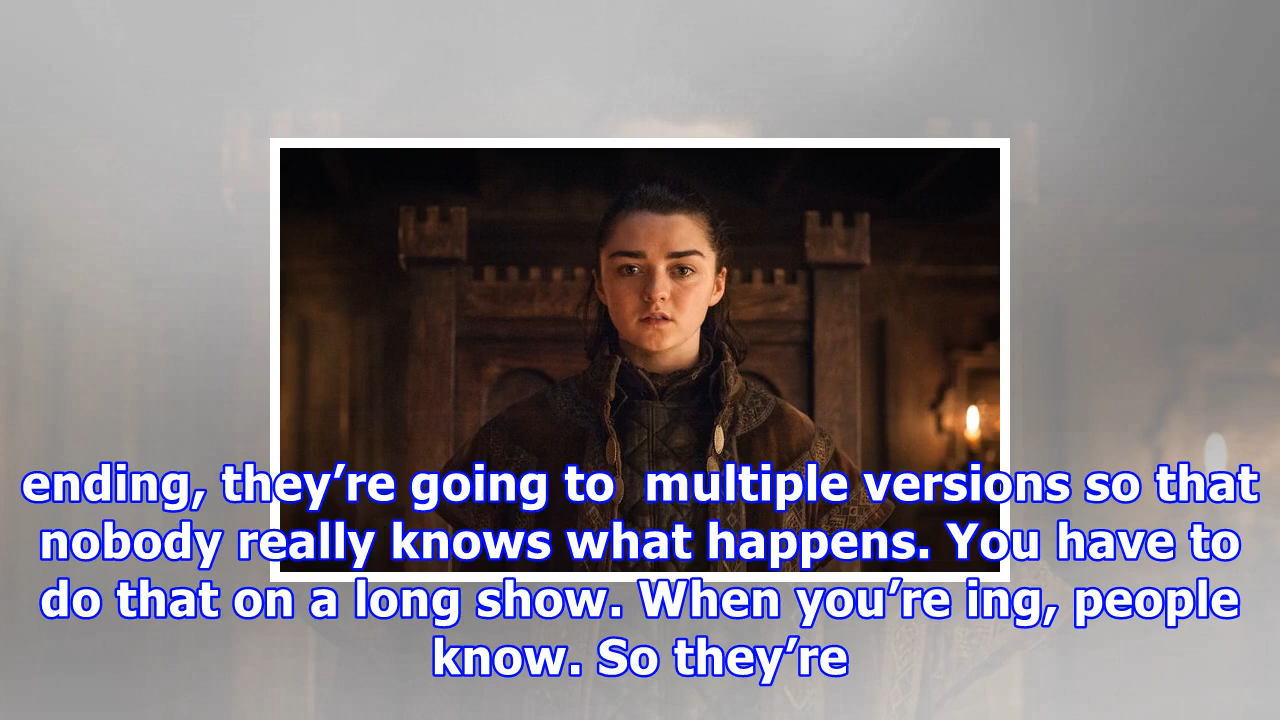 ending, they’re going to  multiple versions so that
nobody really knows what happens. You have to
do that on a long show. When you’re ing, people
know. So they’re